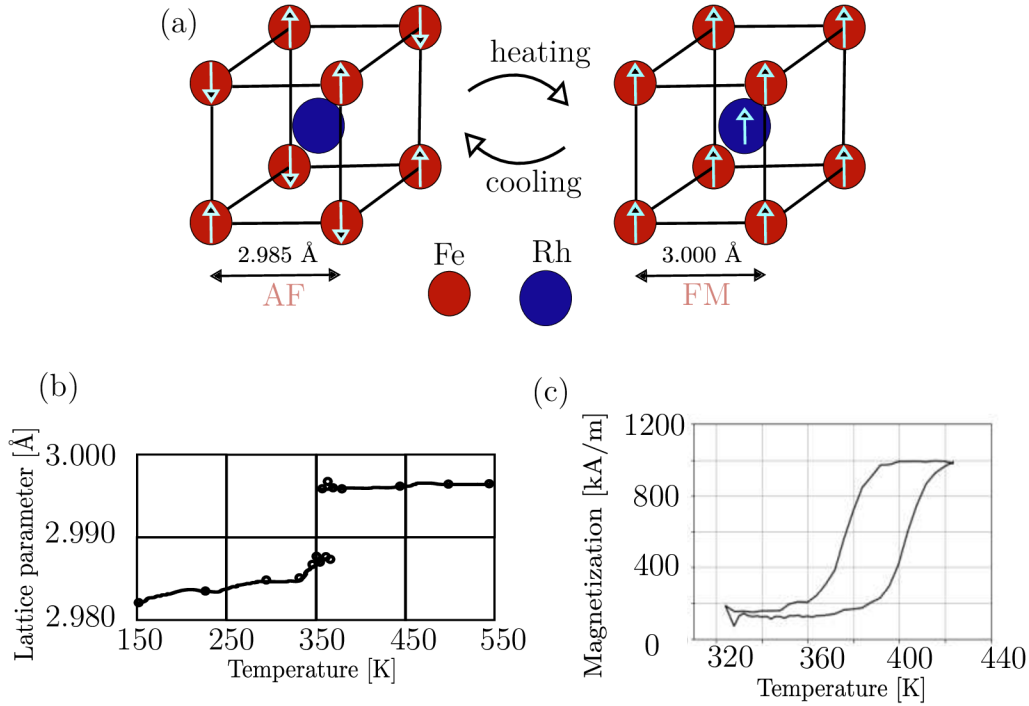 (a)
heating
cooling
2.985 Å
AF
Fe
Rh
3.000 Å
FM
(b)
Lattice parameter [Å]
3.000
2.990
2.980
150 250 350 450 550
Temperature [K]
(c)
Magnetization [kA/m]
1200
800
400
0
320 360 400 440
Temperature [K]